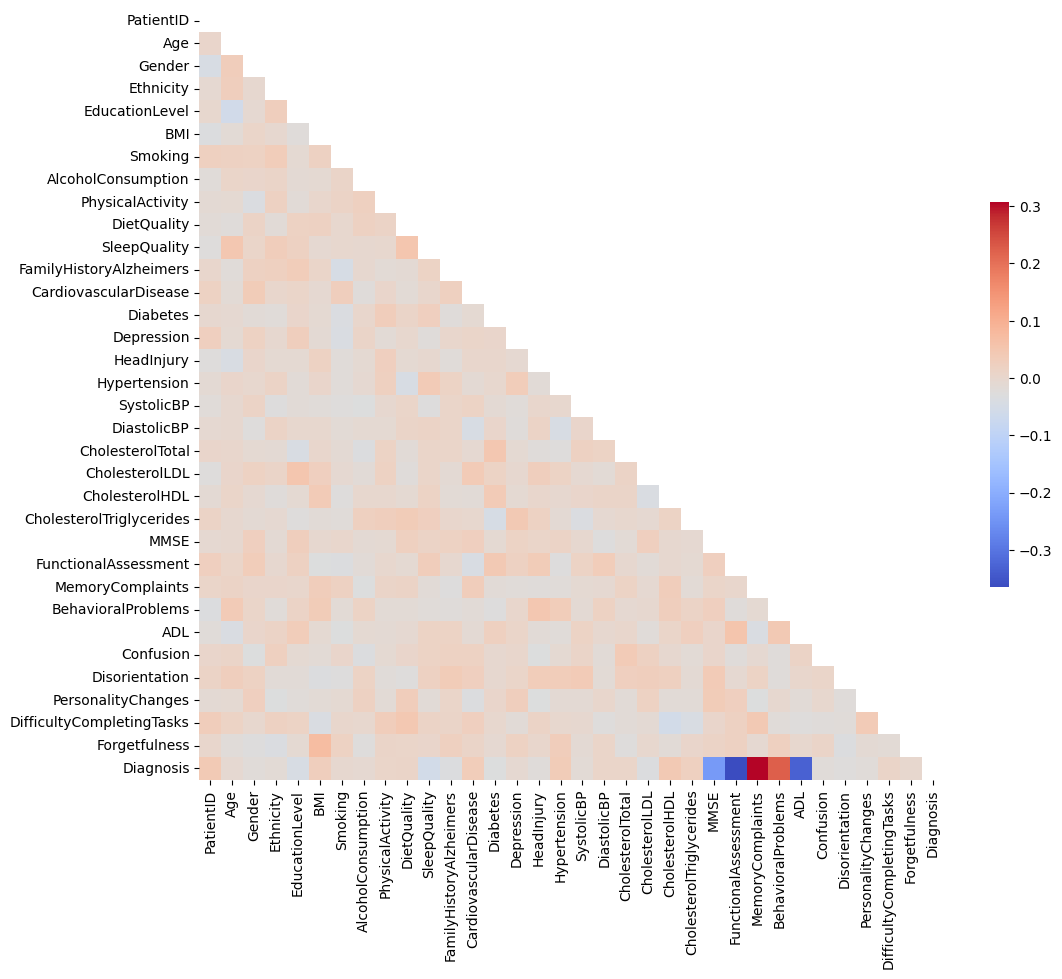 PatientID
Age
Gender
Ethnicity
EducationLevel
BMI
Smoking
AlcoholConsumption
PhysicalActivity
DietQuality
SleepQuality
FamilyHistoryAlzheimers
CardiovascularDisease
Diabetes
Depression
HeadInjury
Hypertension
SystolicBP
DiastolicBP
CholesterolTotal
CholesterolLDL
CholesterolHDL
CholesterolTriglycerides
MMSE
FunctionalAssessment
MemoryComplaints
BehavioralProblems
ADL
Confusion
Disorientation
PersonalityChanges
DifficultyCompletingTasks
Forgetfulness
Diagnosis
PatientID
Age
Gender
Ethnicity
EducationLevel
BMI
Smoking
AlcoholConsumption
PhysicalActivity
DietQuality
SleepQuality
FamilyHistoryAlzheimers
CardiovascularDisease
Diabetes
Depression
HeadInjury
Hypertension
SystolicBP
DiastolicBP
CholesterolTotal
CholesterolLDL
CholesterolHDL
CholesterolTriglycerides
MMSE
FunctionalAssessment
MemoryComplaints
BehavioralProblems
ADL
Confusion
Disorientation
PersonalityChanges
DifficultyCompletingTasks
Forgetfulness
Diagnosis
0.3
0.2
0.1
0.0
−0.1
−0.2
−0.3